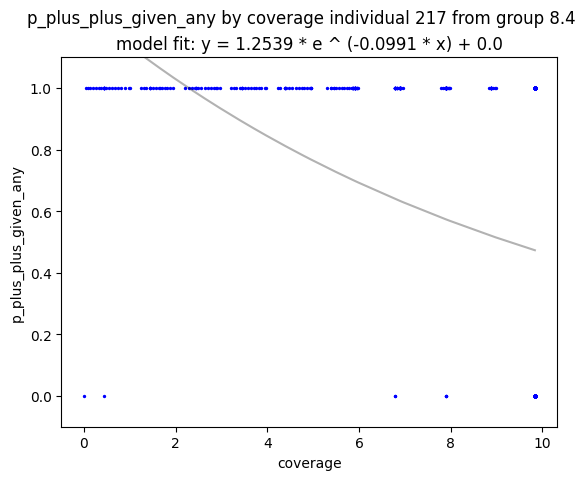 p_plus_plus_given_any by coverage individual 217 from group 8.4
model fit: y = 1.2539 * e ^ (-0.0991 * x) + 0.0
1.0
0.8
0.6
0.4
0.2
0.0
p_plus_plus_given_any
0 2 4 6 8 10
coverage